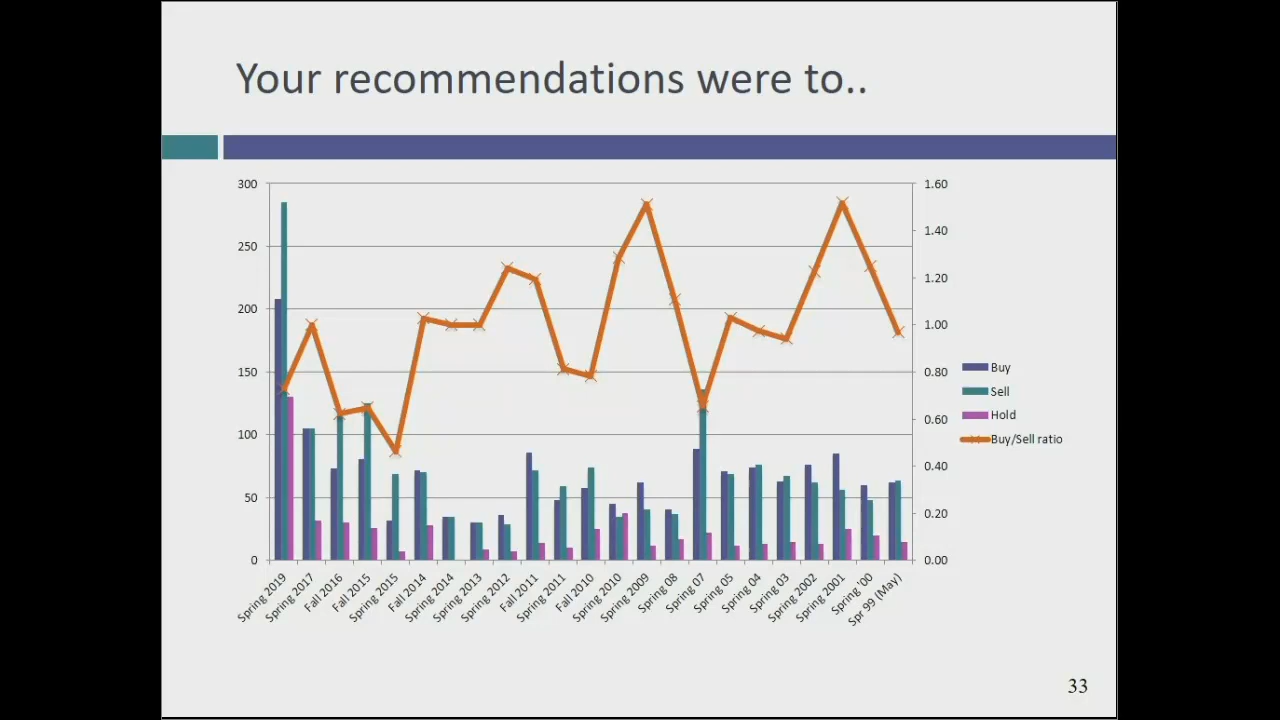 Your recommendations were to..
300
250
200
150
100
50
0
1.60
1.40
1.20
1.00
0.80
0.60
0.40
0.20
0.00
Buy
Sell
Hold
Buy/Sell ratio
Spring 2019
Spring 2017
Fall 2016
Fall 2015
Spring 2015
Fall 2014
Spring 2014
Spring 2013
Spring 2012
Fall 2011
Spring 2011
Fall 2010
Spring 2010
Spring 2009
Spring 08
Spring 07
Spring 05
Spring 04
Spring 03
Spring 2002
Spring 2001
Spring '00
Spr 99 (May)
33